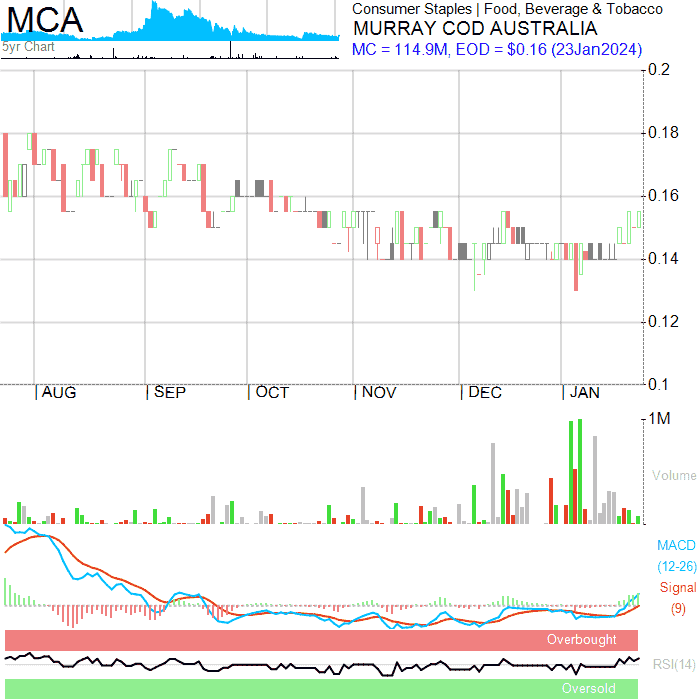 MCA
5yr Chart
Consumer Staples | Food, Beverage & Tobacco
MURRAY COD AUSTRALIA
MC = 114.9M, EOD = $0.16 (23Jan2024)
0.2
0.18
0.16
0.14
0.12
0.1
| AUG | SEP | OCT | NOV | DEC | JAN
1M
Volume
MACD
(12-26)
Signal
(9)
Overbought
RSI(14)
Oversold